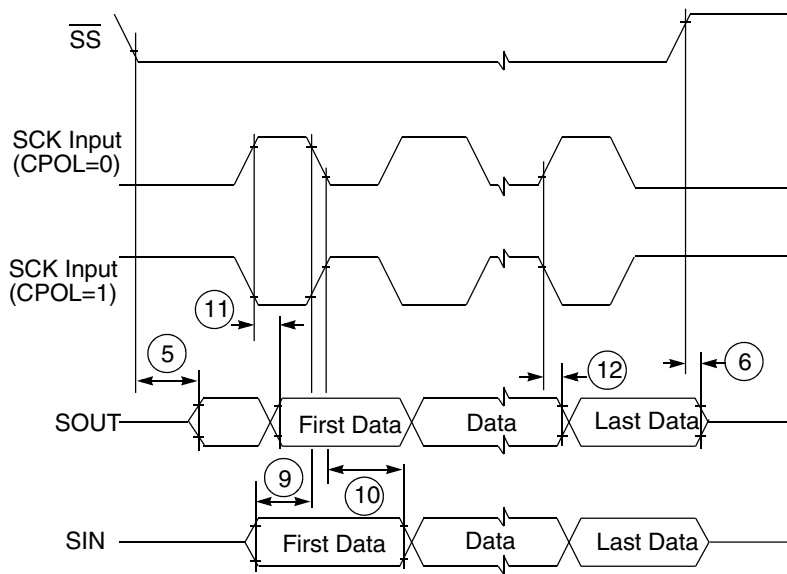 SS
SCK Input
(CPOL=0)
SCK Input
(CPOL=1)
11
5
12
6
SOUT
First Data
Data
Last Data
9
10
SIN
First Data
Data
Last Data